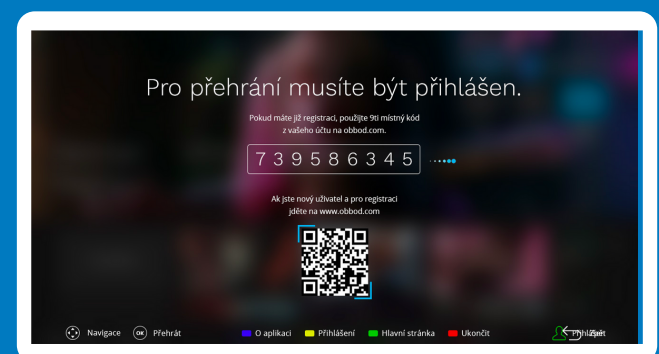 Pro přehrání musíte být přihlášen.
Pokud máte již registraci, použijte 9ti místný kód
z vašeho účtu na obbod.com.
7 3 9 5 8 6 3 4 5
Ak jste nový uživatel a pro registraci
jděte na www.obbod.com
Navigace OK Přehrát O aplikaci Přihlášení Hlavní stránka Ukončit